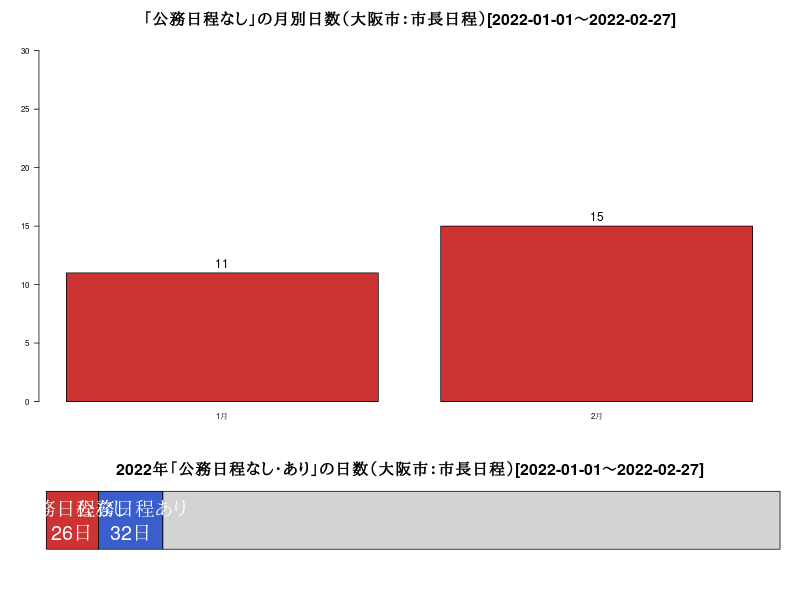 「公務日程なし」の月別日数（大阪市：市長日程）[2022-01-01～2022-02-27]
30
25
20
15
10
5
0
11
15
1月
2月
2022年「公務日程なし・あり」の日数（大阪市：市長日程）[2022-01-01～2022-02-27]
26日
32日